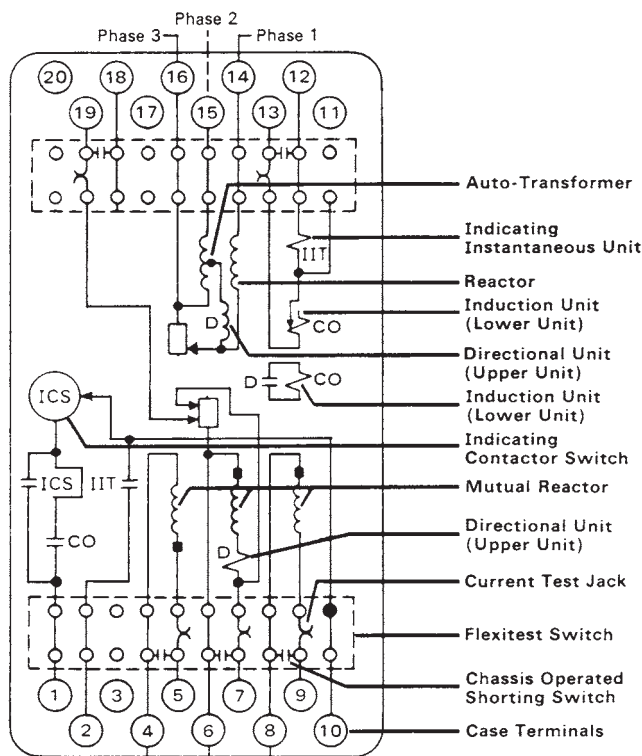 Phase 2
Phase 3
Phase 1
20
18
16
14
12
19
17
15
13
11
Auto-Transformer
Indicating
Instantaneous Unit
IIT
Reactor
Induction Unit
(Lower Unit)
D
CO
Directional Unit
(Upper Unit)
D
CO
Induction Unit
(Lower Unit)
ICS
Indicating
Contactor Switch
ICS
IIT
Mutual Reactor
CO
D
Directional Unit
(Upper Unit)
Current Test Jack
Flexitest Switch
Chassis Operated
Shorting Switch
1
3
5
7
9
2
4
6
8
10
Case Terminals